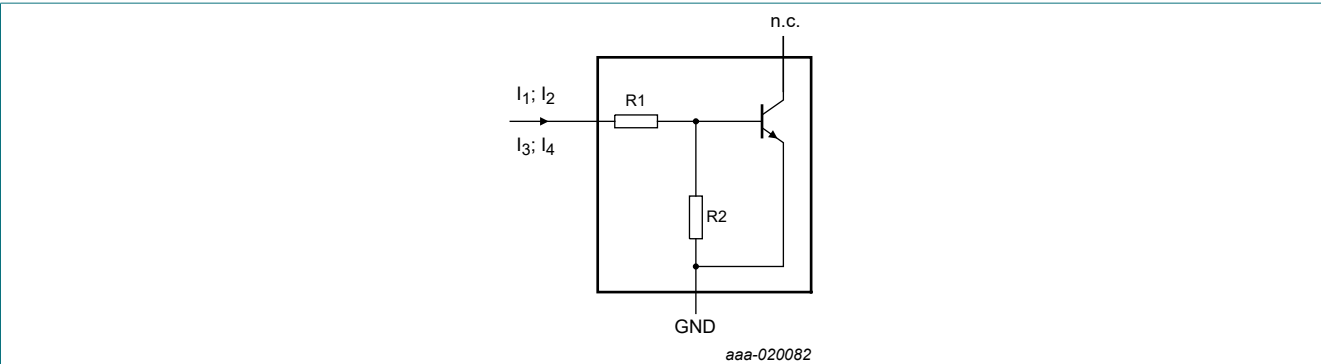 n.c.
I1; I2
R1
I3; I4
R2
GND
aaa-020082